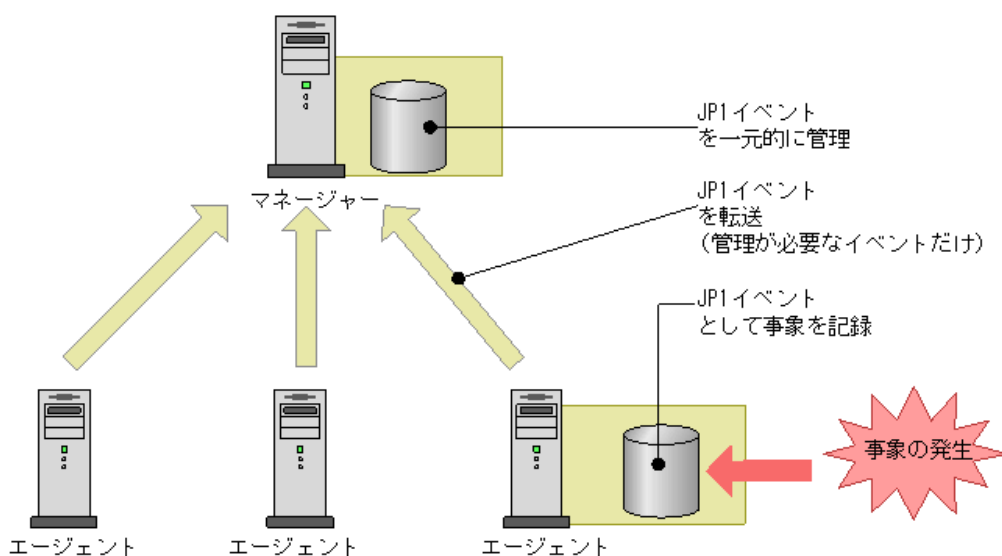 JP1イベント
を一元的に管理
マネージャー
JP1イベント
を転送
（管理が必要なイベントだけ）
JP1イベント
として事象を記録
事象の発生
エージェント
エージェント
エージェント